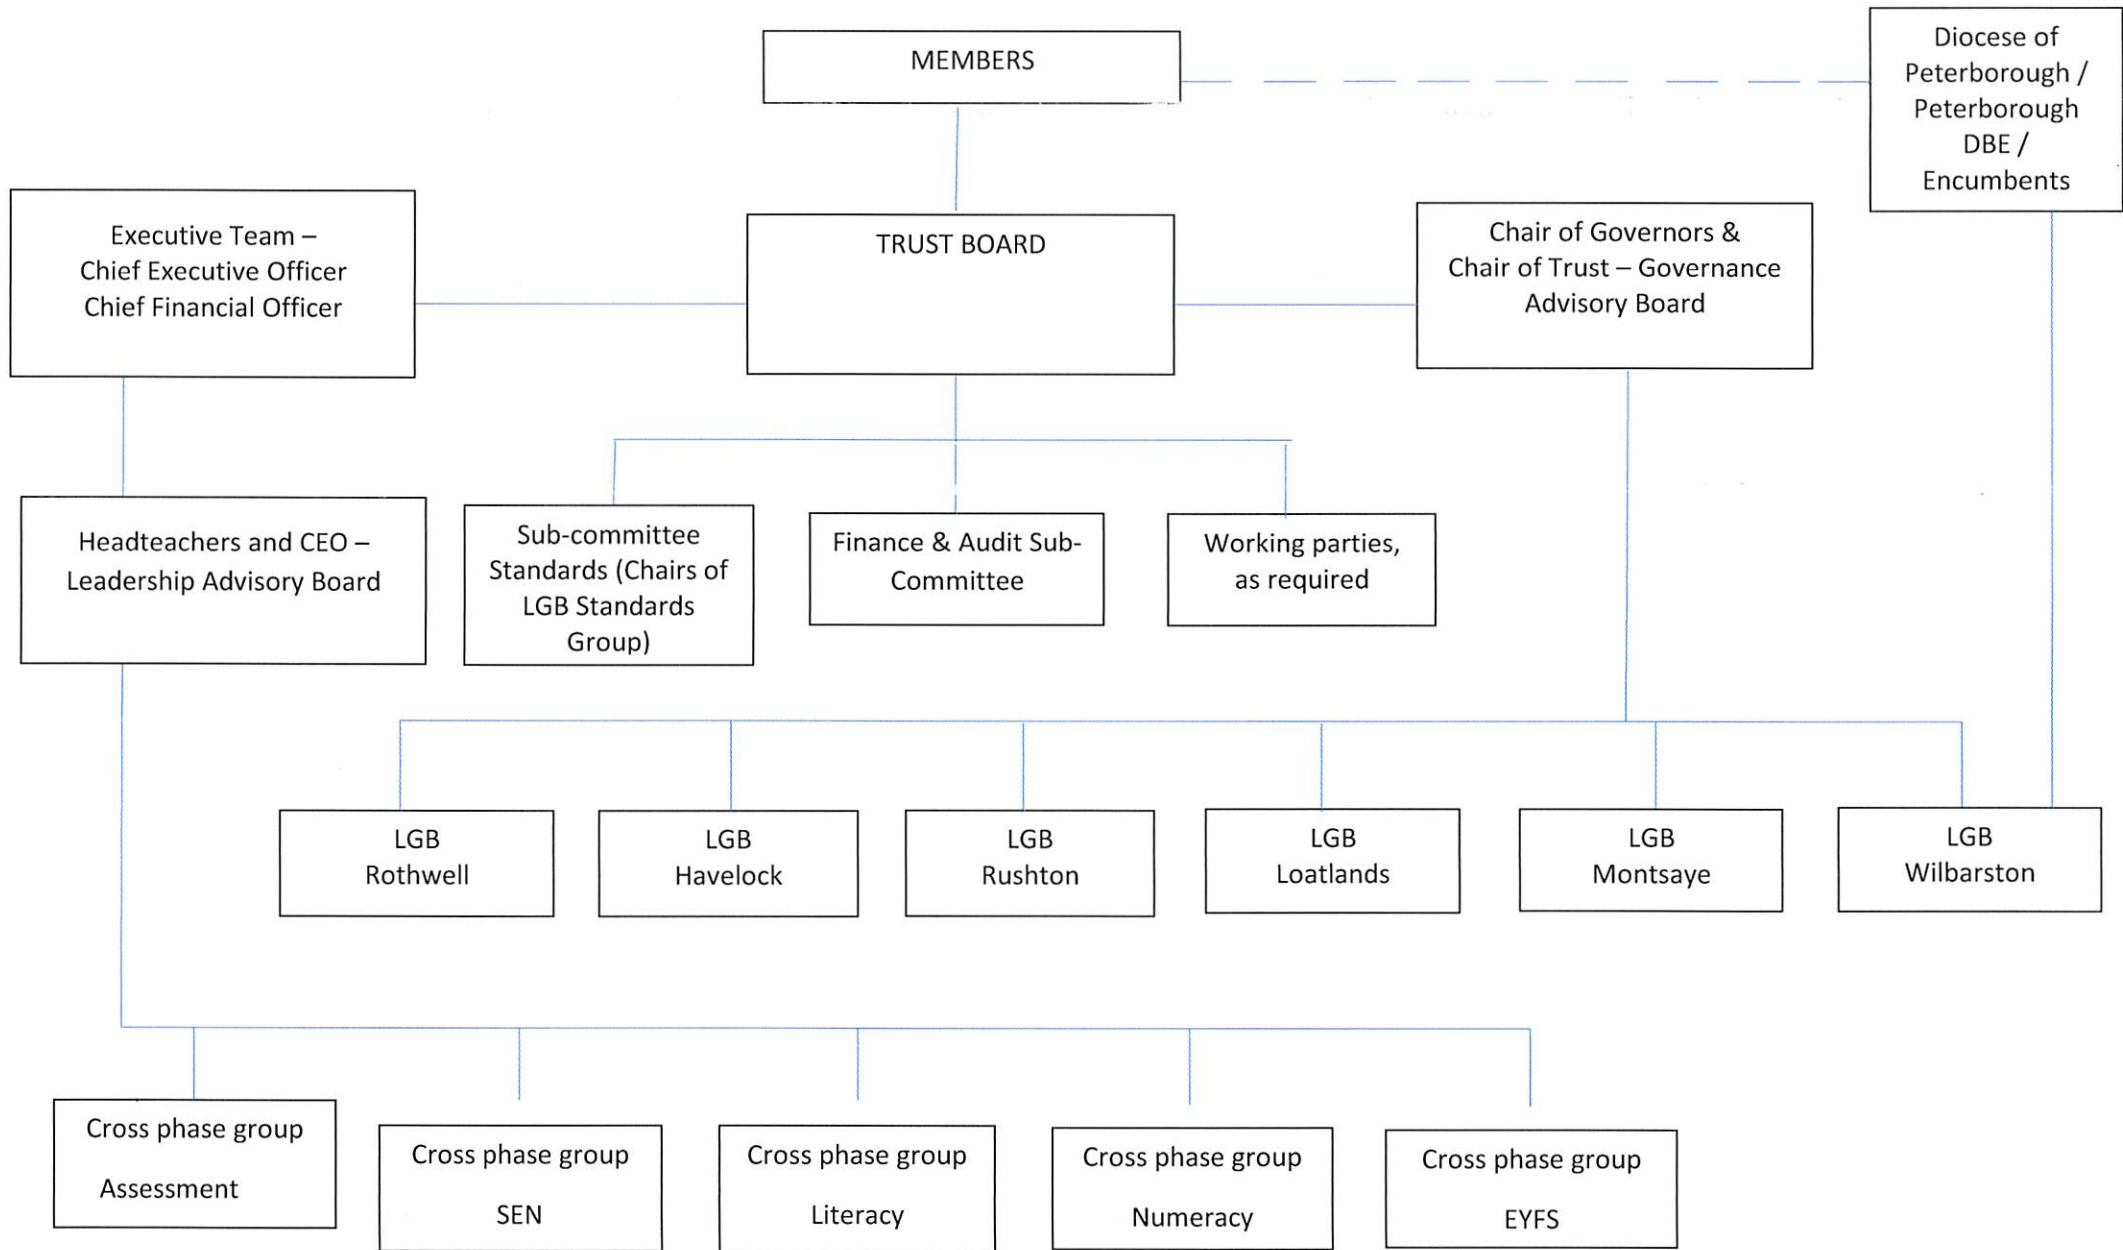 MEMBERS
Diocese of
Peterborough /
Peterborough
DBE /
Encumbents
Executive Team –
Chief Executive Officer
Chief Financial Officer
TRUST BOARD
Chair of Governors &
Chair of Trust – Governance
Advisory Board
Headteachers and CEO –
Leadership Advisory Board
Sub-committee
Standards (Chairs of
LGB Standards
Group)
Finance & Audit Sub-
Committee
Working parties,
as required
LGB
Rothwell
LGB
Havelock
LGB
Rushton
LGB
Loatlands
LGB
Montsaye
LGB
Wilbarston
Cross phase group
Assessment
Cross phase group
SEN
Cross phase group
Literacy
Cross phase group
Numeracy
Cross phase group
EYFS